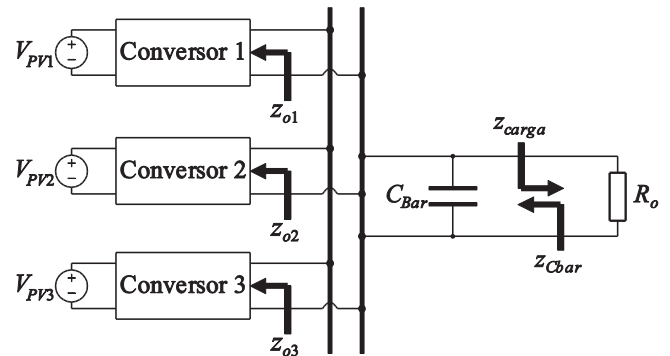 V_PV1
Conversor 1
z_o1
V_PV2
Conversor 2
z_o2
V_PV3
Conversor 3
z_o3
z_carga
C_Bar
R_o
z_Cbar